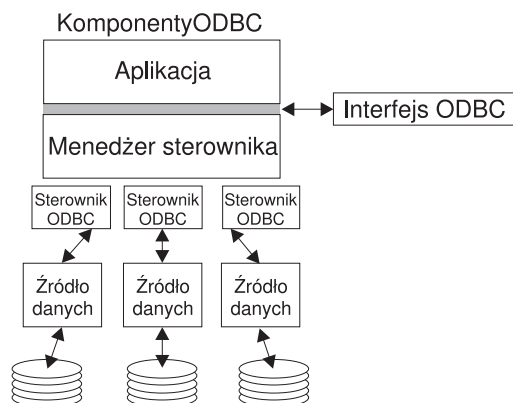 KomponentyODBC
Aplikacja
Interfejs ODBC
Menedżer sterownika
Sterownik
ODBC
Sterownik
ODBC
Sterownik
ODBC
Źródło
danych
Źródło
danych
Źródło
danych